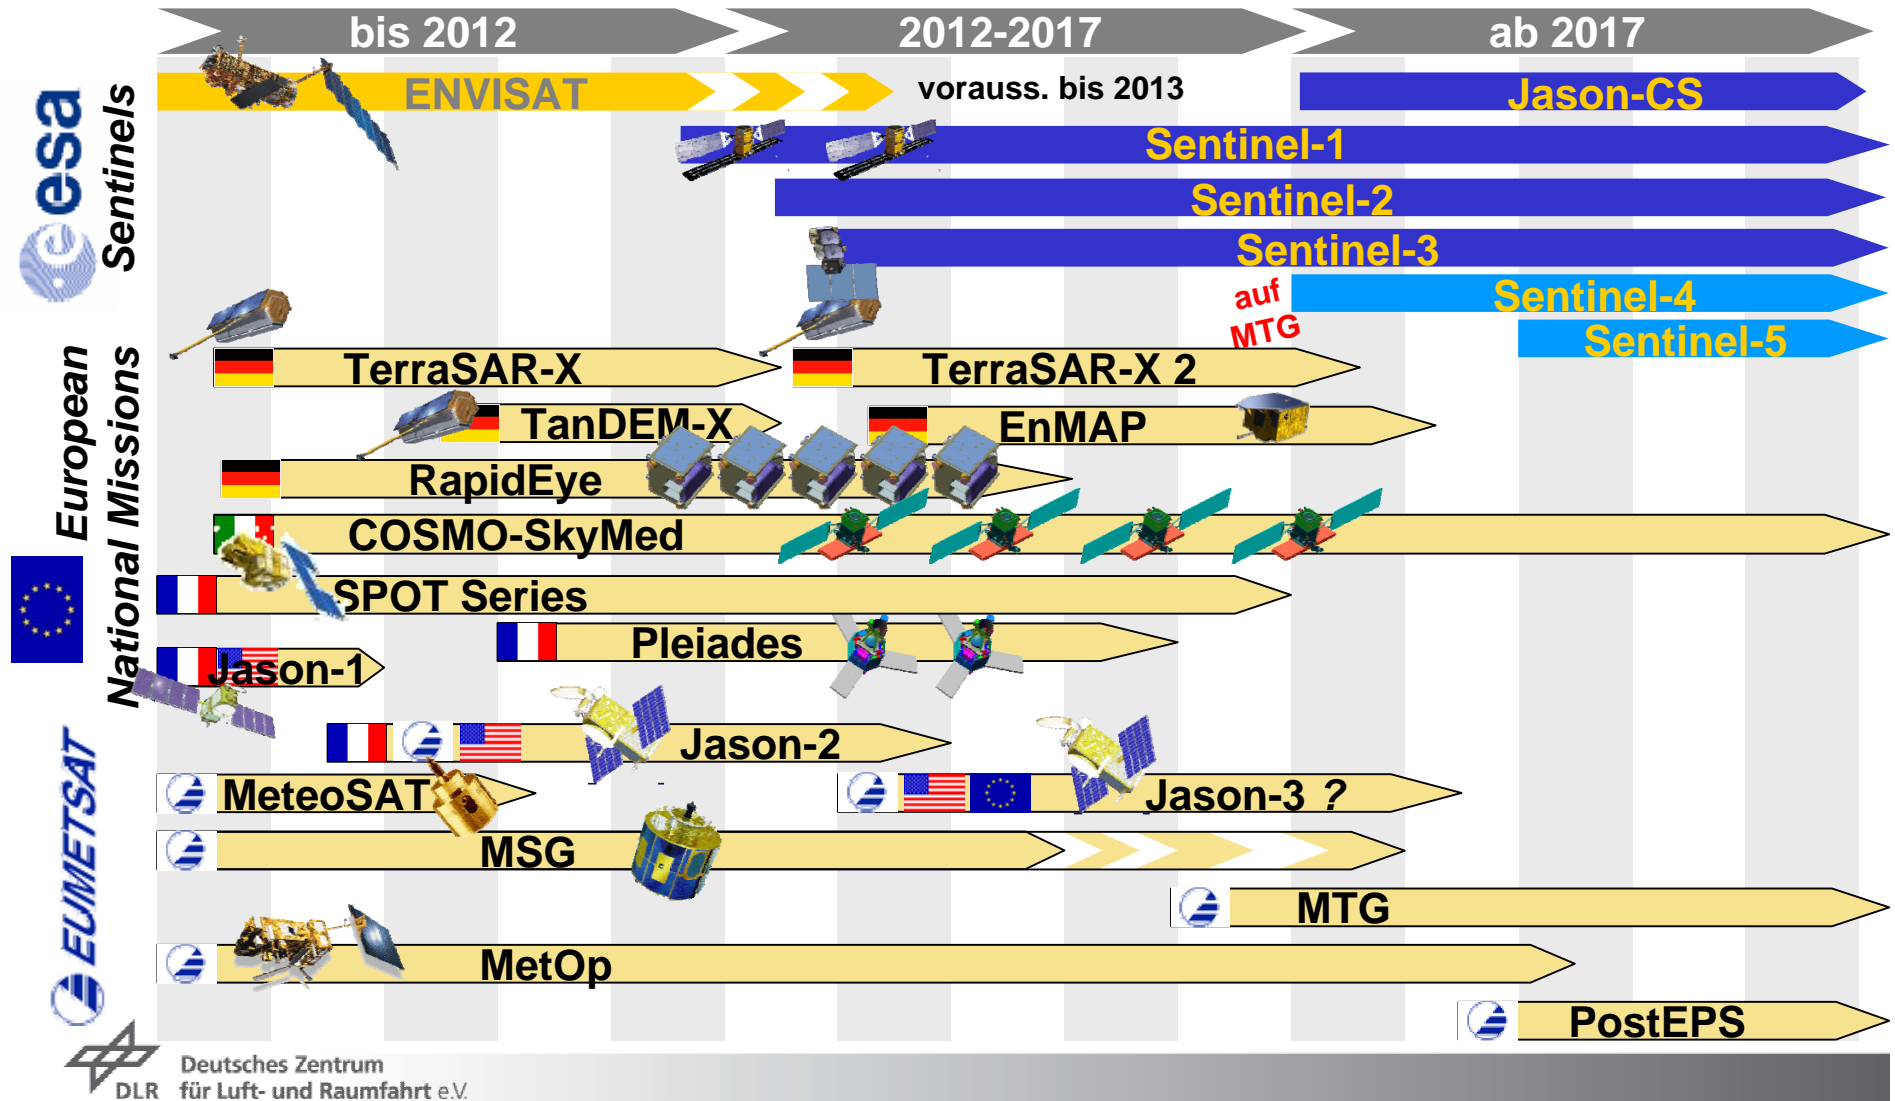 bis 2012
2012-2017
ab 2017
esa
Sentinels
ENVISAT
vorauss. bis 2013
Jason-CS
Sentinel-1
Sentinel-2
Sentinel-3
auf
MTG
Sentinel-4
Sentinel-5
European
National Missions
TerraSAR-X
TerraSAR-X 2
TanDEM-X
EnMAP
RapidEye
COSMO-SkyMed
SPOT Series
Pleiades
Jason-1
Jason-2
EUMETSAT
MeteoSAT
Jason-3 ?
MSG
MTG
MetOp
PostEPS
DLR
Deutsches Zentrum
für Luft- und Raumfahrt e.V.